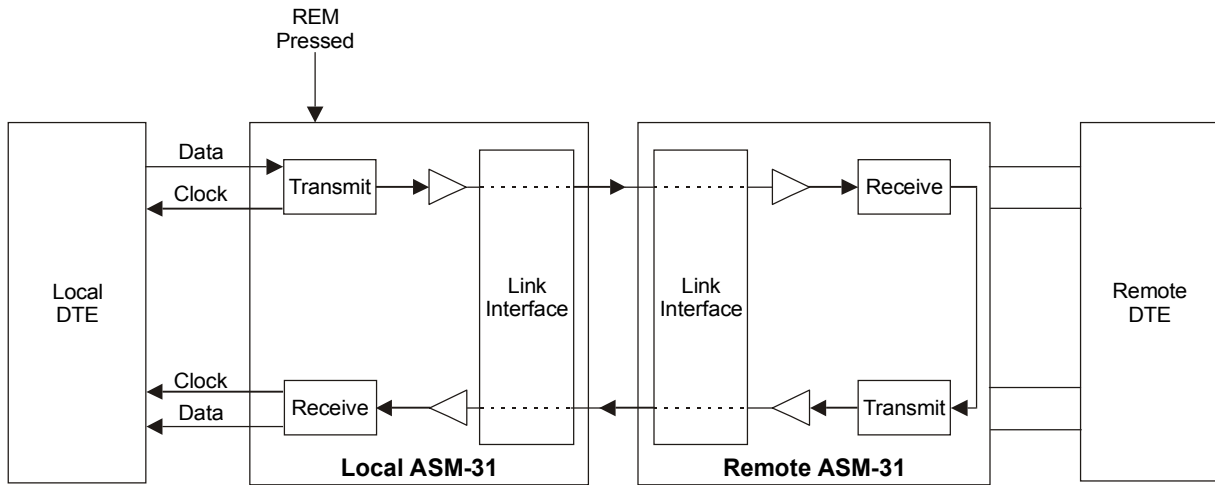 REM
Pressed
Data
Transmit
Clock
Receive
Local
DTE
Link
Interface
Link
Interface
Remote
DTE
Clock
Receive
Data
Transmit
Local ASM-31
Remote ASM-31